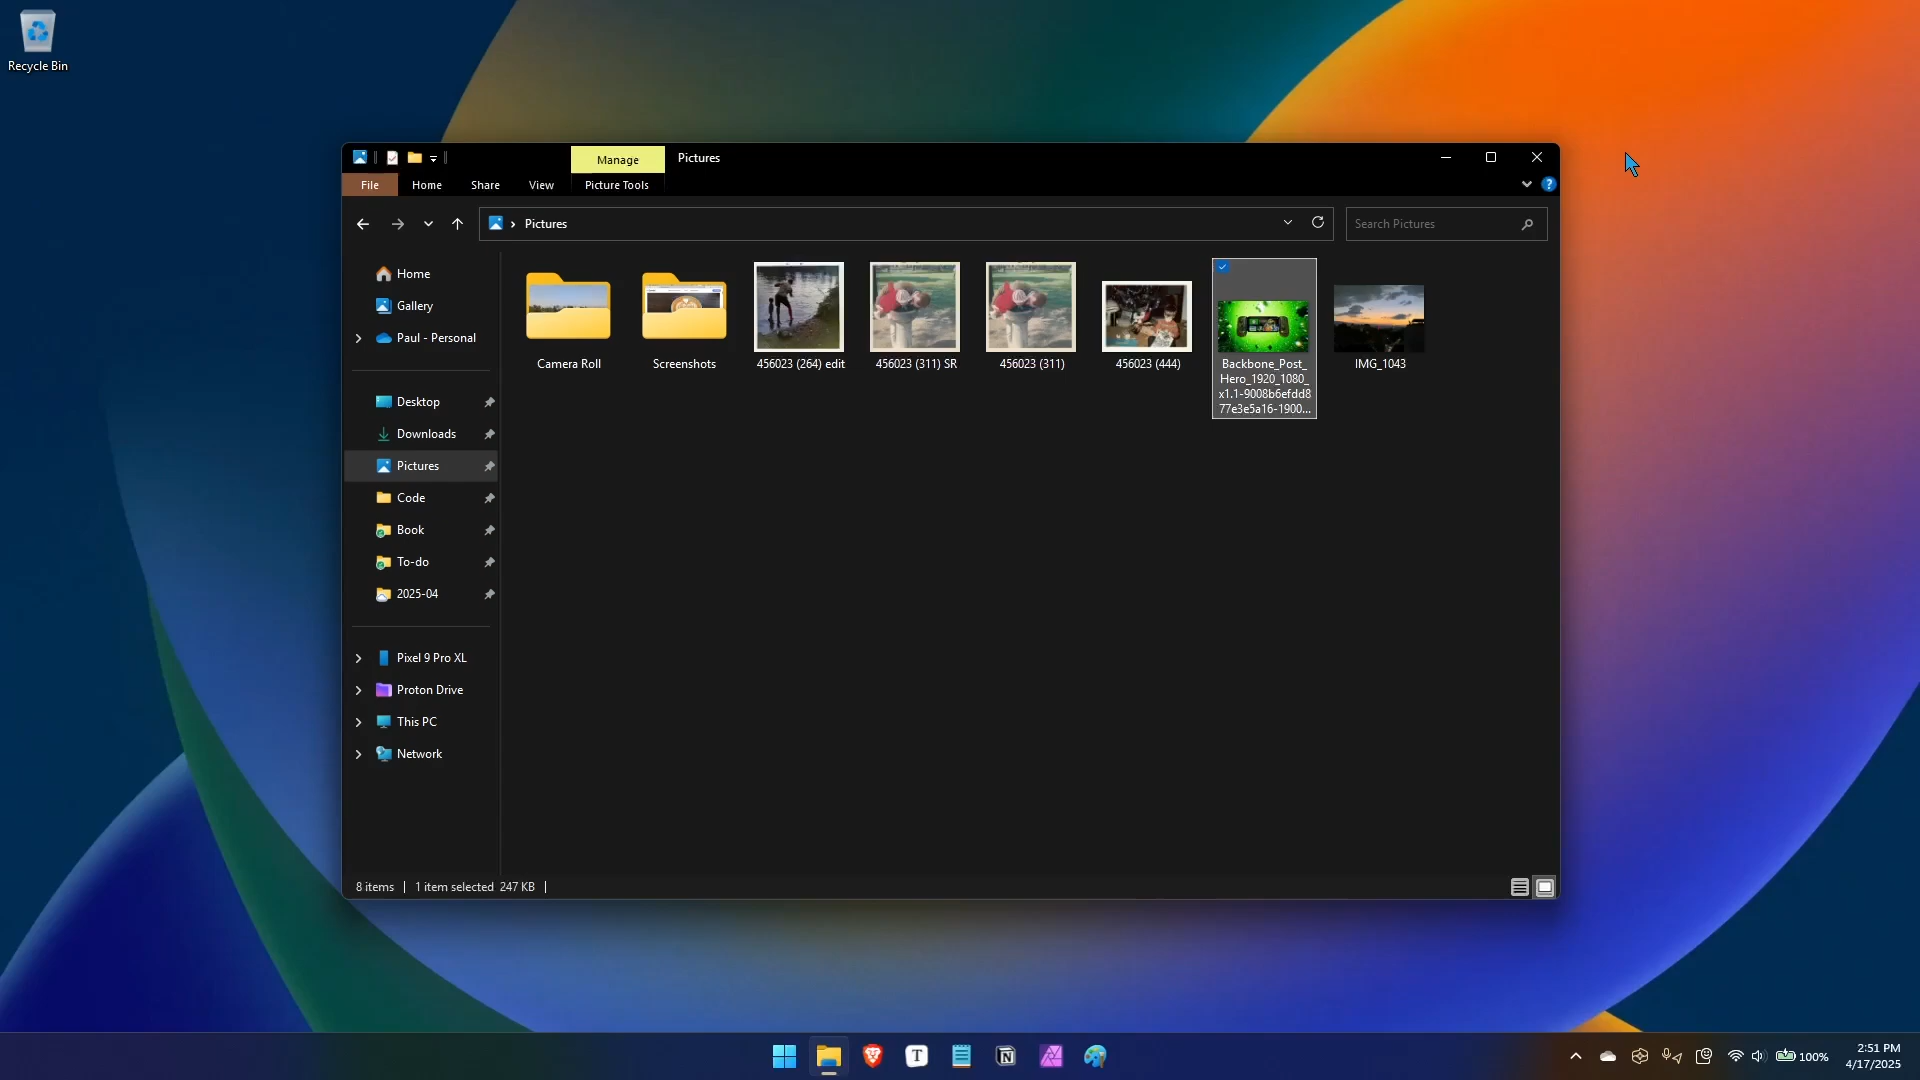 Recycle Bin
Manage
Pictures
File
Home
Share
View
Picture Tools
?
Pictures
Search Pictures
Home
Gallery
Paul - Personal
Desktop
Downloads
Pictures
Code
Book
To-do
2025-04
Pixel 9 Pro XL
Proton Drive
This PC
Network
Camera Roll
Screenshots
456023 (264) edit
456023 (311) SR
456023 (311)
456023 (444)
Backbone_Post_
Hero_1920_1080_
x1.1-9008b6efdd8
77e3e5a16-1900...
IMG_1043
8 items
1 item selected 247 KB
T
N
100%
2:51 PM
4/17/2025